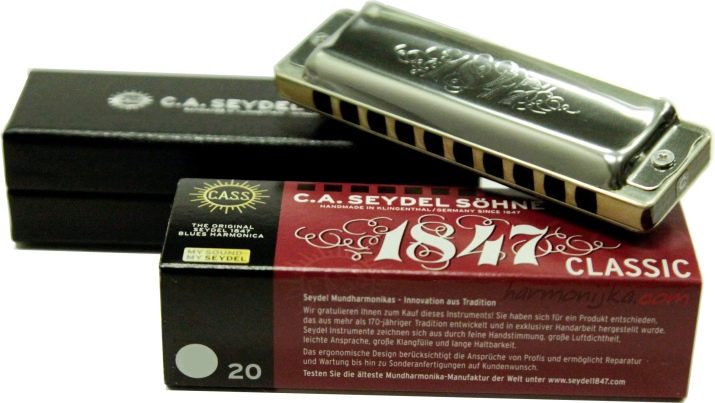 C.A. SEYDEL
C.A.S.S.
THE ORIGINAL
SEYDEL 1847
BLUES HARMONICA
MY SOUND-
MY SEYDEL
20
C.A. SEYDEL SÖHNE
HANDMADE IN KLINGENTHAL/GERMANY SINCE 1847
1847
CLASSIC
harmonijka.com
Seydel Mundharmonikas - Innovation aus Tradition
Wir gratulieren Ihnen zum Kauf dieses Instruments! Sie haben sich für ein Produkt entschieden,
das aus mehr als 170-jähriger Tradition entwickelt und in exklusiver Handarbeit hergestellt wurde.
Seydel Instrumente zeichnen sich aus durch feine Handstimmung, große Luftdichtheit,
leichte Ansprache, große Klangfülle und lange Haltbarkeit.
Das ergonomische Design berücksichtigt die Ansprüche von Profis und ermöglicht Reparatur
und Wartung bis hin zu Sonderanfertigungen auf Kundenwunsch.
Testen Sie die älteste Mundharmonika-Manufaktur der Welt unter www.seydel1847.com